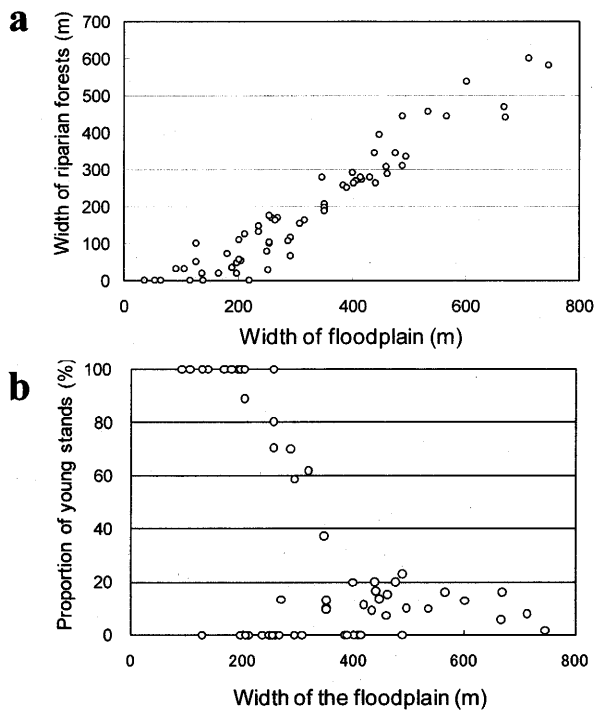 a
Width of riparian forests (m)
700
600
500
400
300
200
100
0
0 200 400 600 800
Width of floodplain (m)
b
Proportion of young stands (%)
100
80
60
40
20
0
0 200 400 600 800
Width of the floodplain (m)